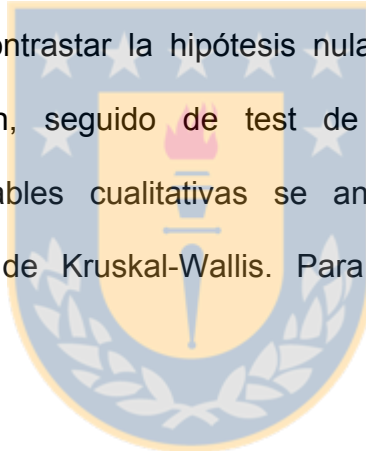 ontrastar la hipótesis nula
, seguido de test de
ables cualitativas se an
de Kruskal-Wallis. Para